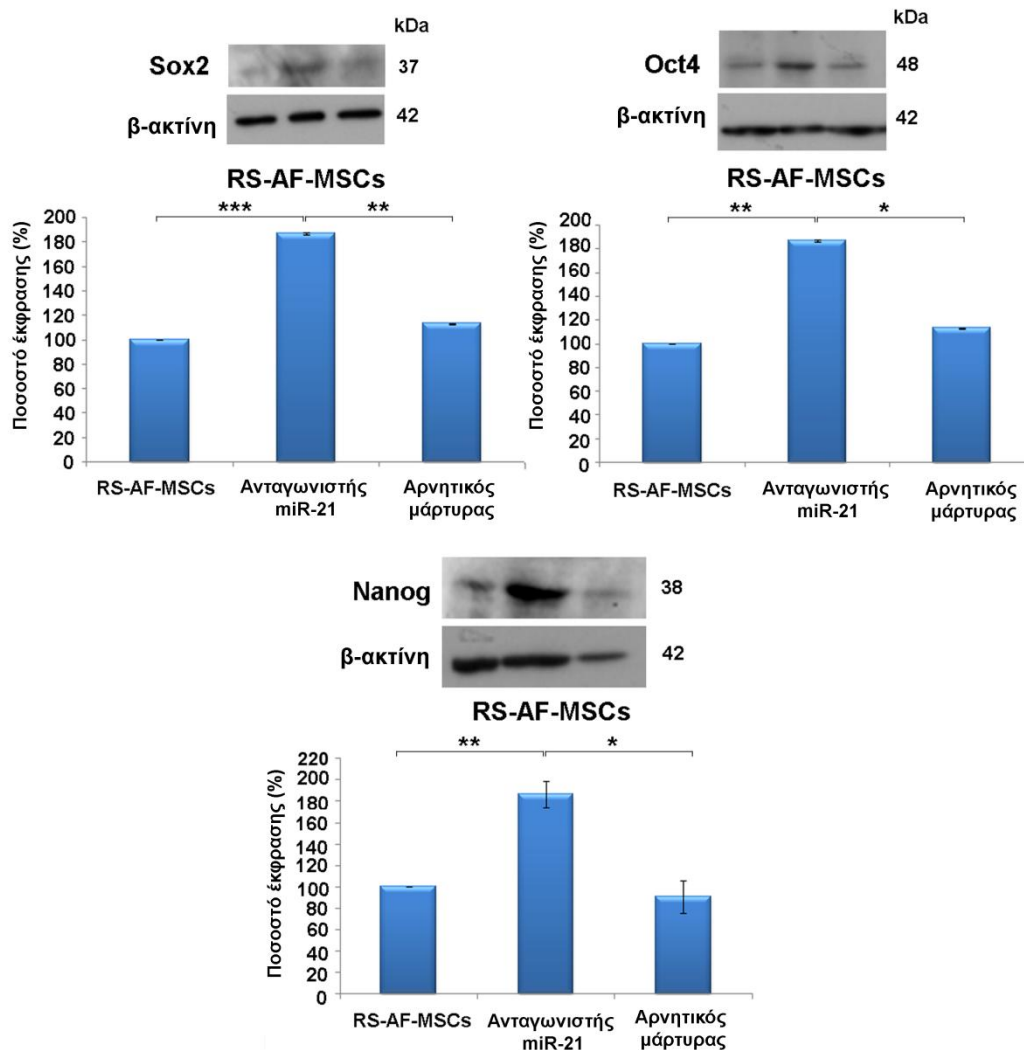 kDa
Sox2
37
β-ακτίνη
42
RS-AF-MSCs
***
**
Ποσοστό έκφρασης (%)
200
180
160
140
120
100
80
60
40
20
0
RS-AF-MSCs
Ανταγωνιστής
miR-21
Αρνητικός
μάρτυρας
kDa
Oct4
48
β-ακτίνη
42
RS-AF-MSCs
**
*
Ποσοστό έκφρασης (%)
200
180
160
140
120
100
80
60
40
20
0
RS-AF-MSCs
Ανταγωνιστής
miR-21
Αρνητικός
μάρτυρας
Nanog
38
β-ακτίνη
42
RS-AF-MSCs
**
*
Ποσοστό έκφρασης (%)
220
200
180
160
140
120
100
80
60
40
20
0
RS-AF-MSCs
Ανταγωνιστής
miR-21
Αρνητικός
μάρτυρας